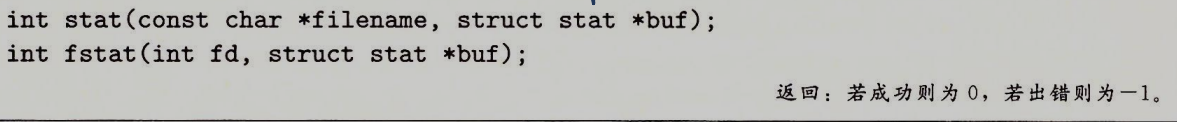 int stat(const char *filename, struct stat *buf);
int fstat(int fd, struct stat *buf);
返回：若成功则为 0，若出错则为－1。